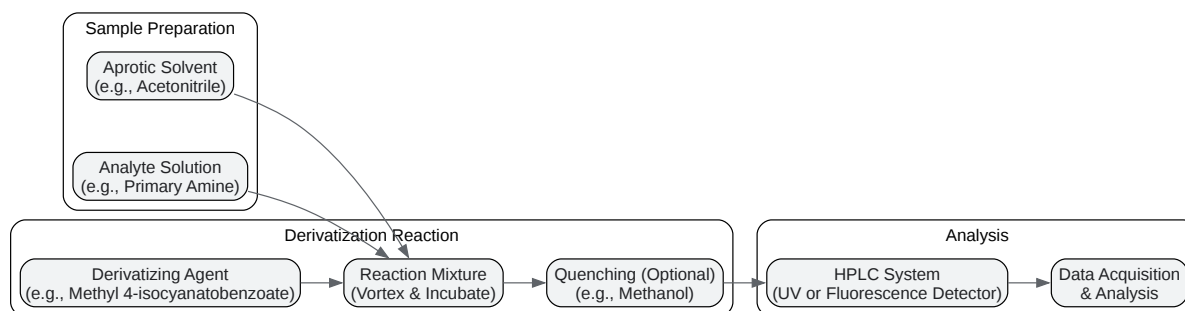 Sample Preparation
Aprotic Solvent
(e.g., Acetonitrile)
Analyte Solution
(e.g., Primary Amine)
Derivatization Reaction
Derivatizing Agent
(e.g., Methyl 4-isocyanatobenzoate)
Reaction Mixture
(Vortex & Incubate)
Quenching (Optional)
(e.g., Methanol)
Analysis
HPLC System
(UV or Fluorescence Detector)
Data Acquisition
& Analysis